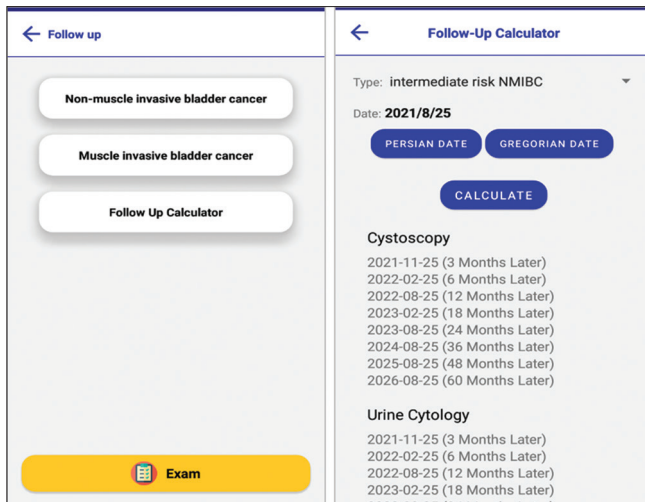 Follow up
Non-muscle invasive bladder cancer
Muscle invasive bladder cancer
Follow Up Calculator
Exam
Follow-Up Calculator
Type: intermediate risk NMIBC
Date: 2021/8/25
PERSIAN DATE GREGORIAN DATE
CALCULATE
Cystoscopy
2021-11-25 (3 Months Later)
2022-02-25 (6 Months Later)
2022-08-25 (12 Months Later)
2023-02-25 (18 Months Later)
2023-08-25 (24 Months Later)
2024-08-25 (36 Months Later)
2025-08-25 (48 Months Later)
2026-08-25 (60 Months Later)
Urine Cytology
2021-11-25 (3 Months Later)
2022-02-25 (6 Months Later)
2022-08-25 (12 Months Later)
2023-02-25 (18 Months Later)